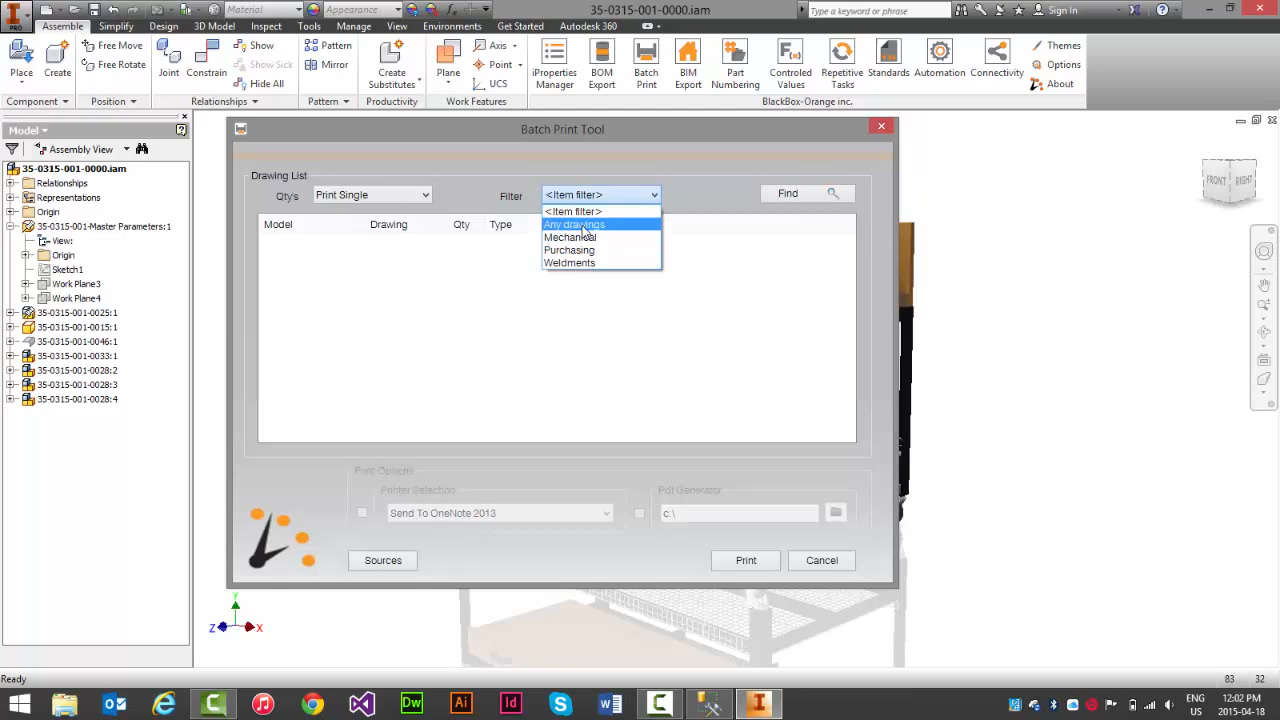 Material
Appearance
35-0315-001-0000.iam
Type a keyword or phrase
Sign In
PRO
Assemble Simplify Design 3D Model Inspect Tools Manage View Environments Get Started Autodesk 360
Place Create
Free Move
Free Rotate
Joint Constrain
Show
Show Sick
Hide All
Pattern
Mirror
Create Substitutes
Plane
Axis
Point
UCS
iProperties Manager
BOM Export
Batch Print
BIM Export
Part Numbering
Controled Values
Repetitive Tasks
Standards
Automation
Connectivity
Themes
Options
About
Component Position Relationships Pattern Productivity Work Features BlackBox-Orange inc.
Model
Assembly View
35-0315-001-0000.iam
Relationships
Representations
Origin
35-0315-001-Master Parameters:1
View:
Origin
Sketch1
Work Plane3
Work Plane4
35-0315-001-0025:1
35-0315-001-0015:1
35-0315-001-0046:1
35-0315-001-0033:1
35-0315-001-0028:2
35-0315-001-0028:3
35-0315-001-0028:4
Batch Print Tool
Drawing List
Qty's Print Single Filter <Item filter> Find
Model Drawing Qty Type
<Item filter>
Any drawings
Mechanical
Purchasing
Weldments
Print Options
Printer Selection
Send To OneNote 2013
Pdf Generator
c:\
Sources Print Cancel
FRONT RIGHT
Y
Z X
Ready 83 32
Dw Ai Id
ENG
US
12:02 PM
2015-04-18